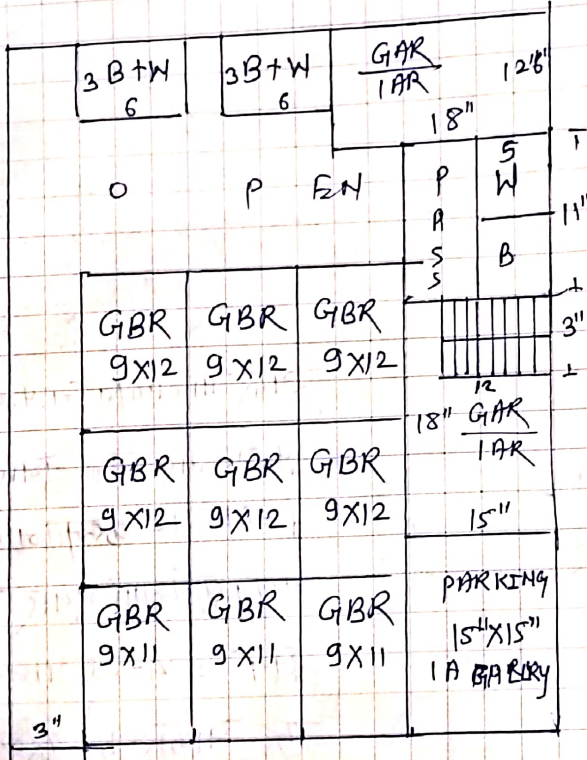 3 B+W
6
3B+W
6
GAR
1AR
12'6"
18"
O P EN
P
A
S
S
5
W
B
11"
3"
12
GBR
9X12
GBR
9X12
GBR
9X12
GBR
9X12
GBR
9X12
GBR
9X12
18"
GAR
1AR
15"
GBR
9X11
GBR
9X11
GBR
9X11
PARKING
15"X15"
1A
3"